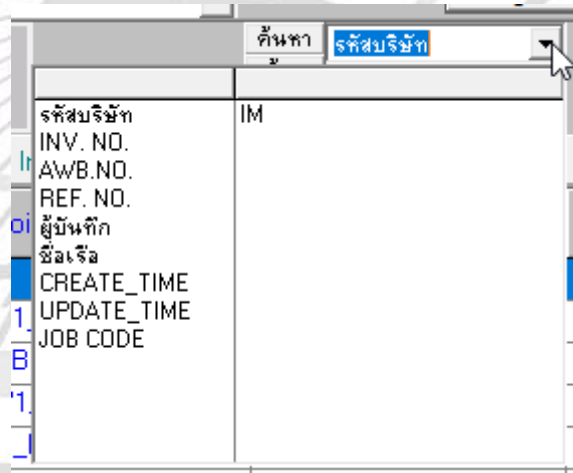 ค้นหา รหัสบริษัท
รหัสบริษัท IM
INV. NO.
AWB.NO.
REF. NO.
ผู้บันทึก
ชื่อเรือ
CREATE_TIME
UPDATE_TIME
JOB CODE